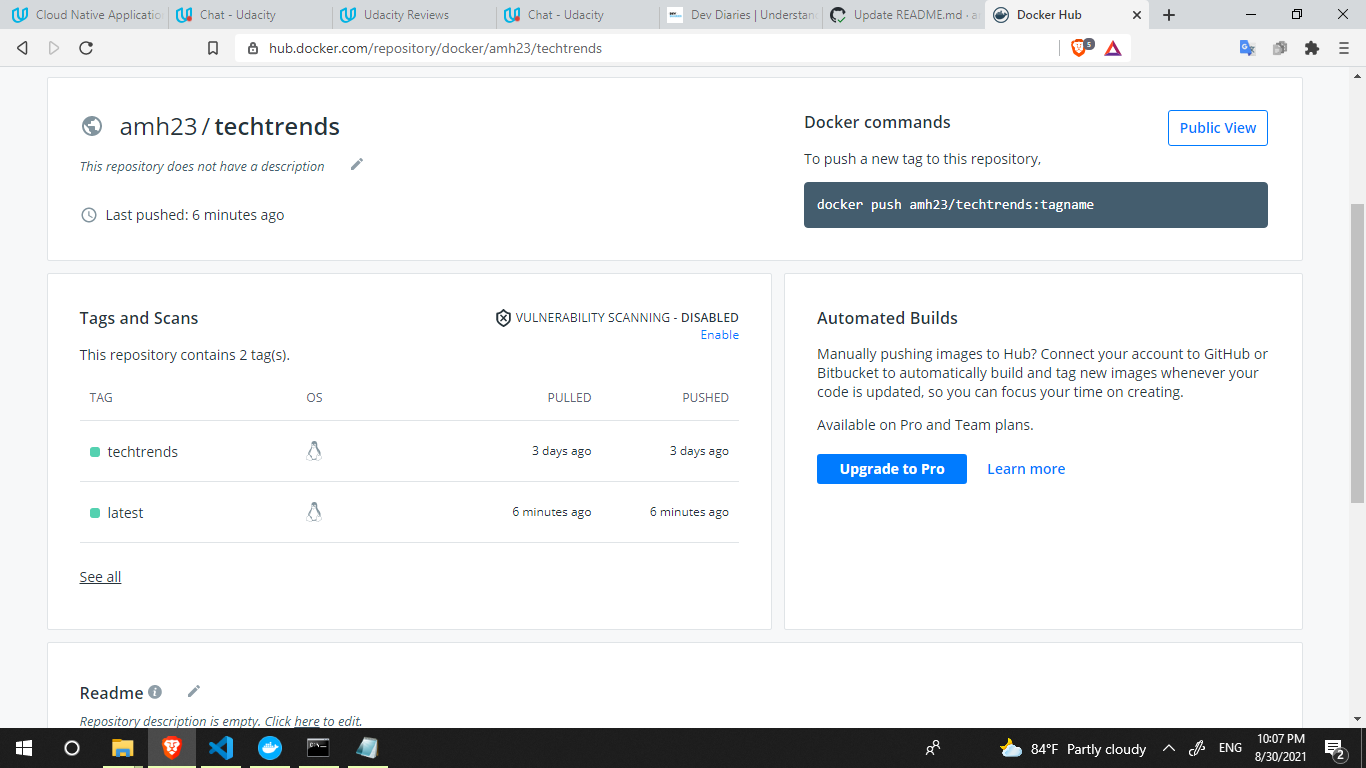 Cloud Native Application
Chat - Udacity
Udacity Reviews
Chat - Udacity
Dev Diaries | Understan
Update README.md · a
Docker Hub
hub.docker.com/repository/docker/amh23/techtrends
5
amh23 / techtrends
This repository does not have a description
Last pushed: 6 minutes ago
Docker commands
Public View
To push a new tag to this repository,
docker push amh23/techtrends:tagname
Tags and Scans
VULNERABILITY SCANNING - DISABLED
Enable
This repository contains 2 tag(s).
TAG OS PULLED PUSHED
techtrends 3 days ago 3 days ago
latest 6 minutes ago 6 minutes ago
See all
Automated Builds
Manually pushing images to Hub? Connect your account to GitHub or
Bitbucket to automatically build and tag new images whenever your
code is updated, so you can focus your time on creating.
Available on Pro and Team plans.
Upgrade to Pro
Learn more
Readme
Repository description is empty. Click here to edit.
84°F Partly cloudy
ENG
10:07 PM
8/30/2021
2